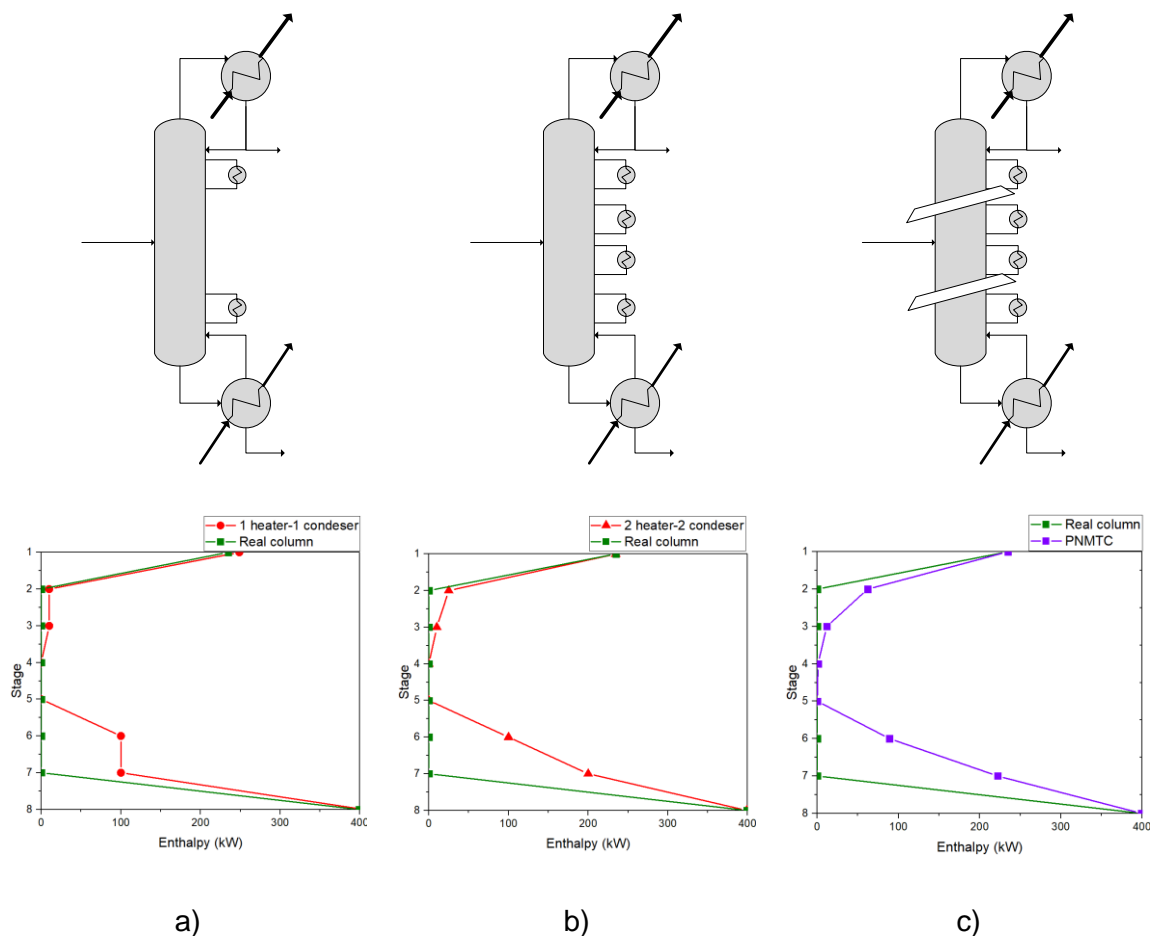 1 heater-1 condeser
Real column
1
2
3
4
5
6
7
8
Stage
0
100
200
300
400
Enthalpy (kW)
2 heater-2 condeser
Real column
1
2
3
4
5
6
7
8
Stage
0
100
200
300
400
Enthalpy (kW)
Real column
PNMTC
1
2
3
4
5
6
7
8
Stage
0
100
200
300
400
Enthalpy (kW)
a)
b)
c)